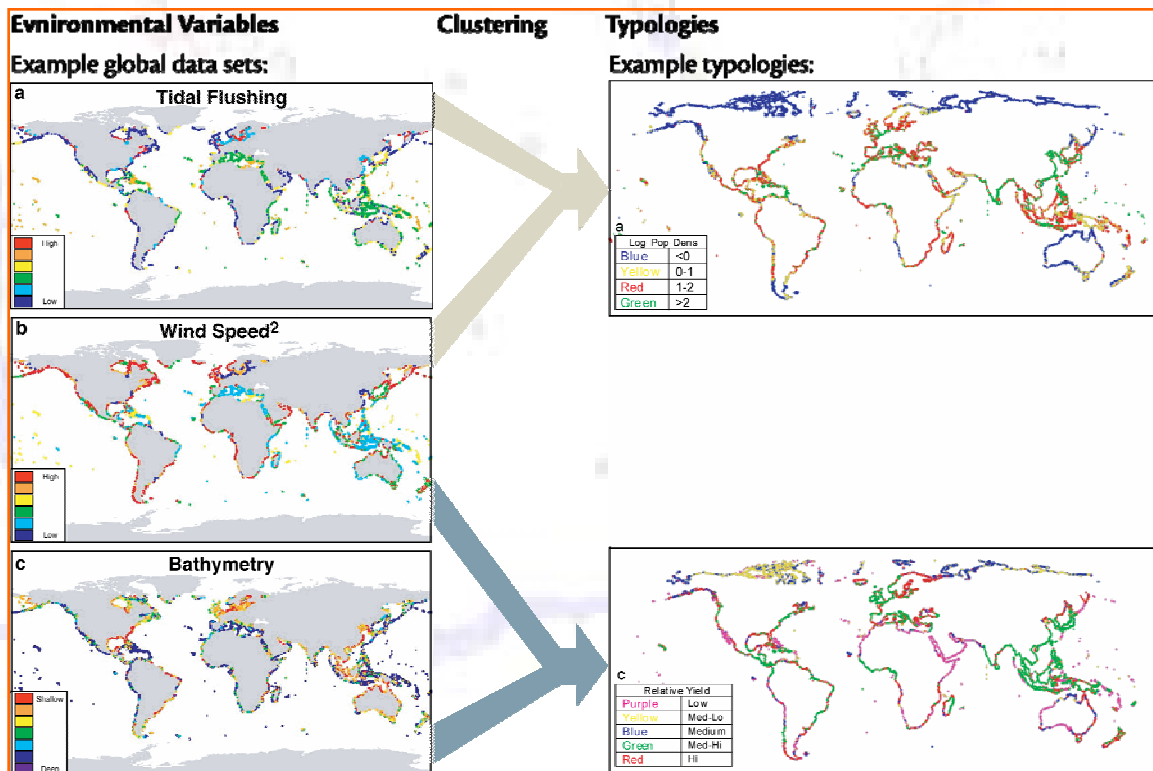 Evnironmental Variables
Clustering
Typologies
Example global data sets:
Example typologies:
a
Tidal Flushing
High
Low
b
Wind Speed²
High
Low
c
Bathymetry
Shallow
Deep
a
Log Pop Dens
Blue <0
Yellow 0-1
Red 1-2
Green >2
c
Relative Yield
Purple Low
Yellow Med-Lo
Blue Medium
Green Med-Hi
Red Hi